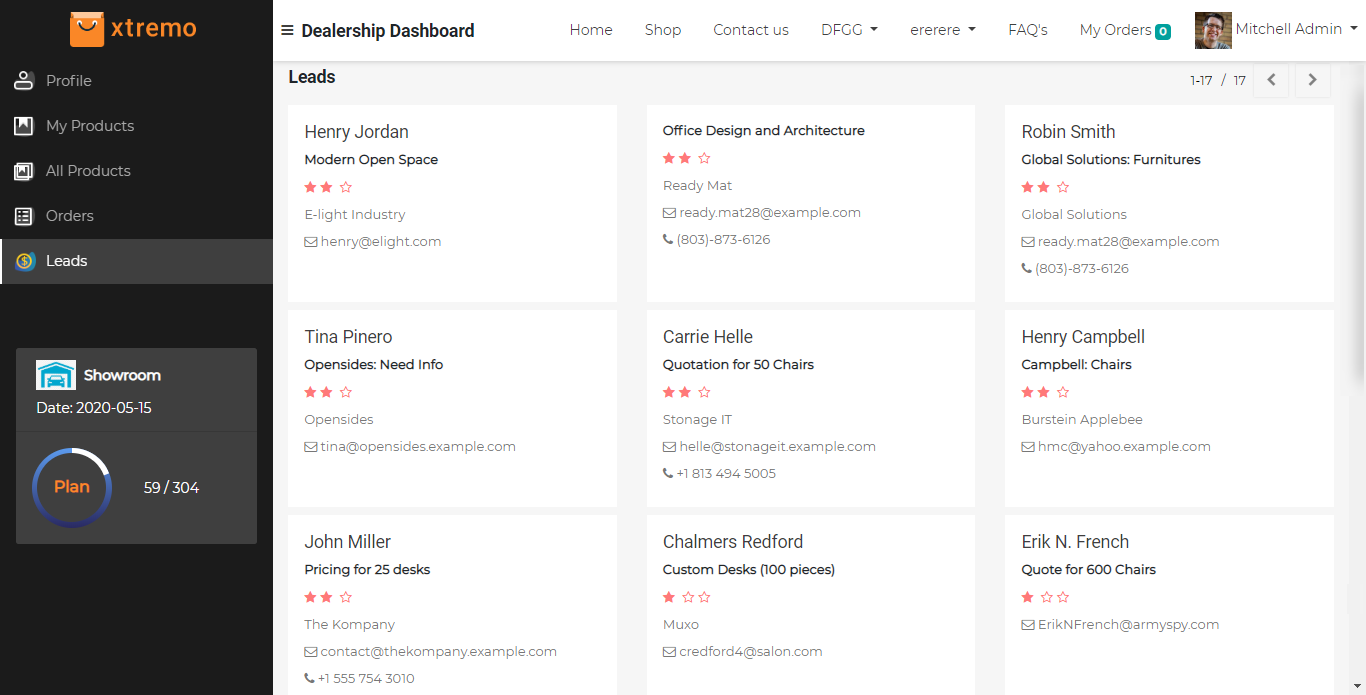 xtremo
Profile
My Products
All Products
Orders
Leads
Showroom
Date: 2020-05-15
Plan
59 / 304
Dealership Dashboard
Home
Shop
Contact us
DFGG
ererere
FAQ's
My Orders 0
Mitchell Admin
Leads
1-17 / 17
Henry Jordan
Modern Open Space
E-light Industry
henry@elight.com
Office Design and Architecture
Ready Mat
ready.mat28@example.com
(803)-873-6126
Robin Smith
Global Solutions: Furnitures
Global Solutions
ready.mat28@example.com
(803)-873-6126
Tina Pinero
Opensides: Need Info
Opensides
tina@opensides.example.com
Carrie Helle
Quotation for 50 Chairs
Stonage IT
helle@stonageit.example.com
+1 813 494 5005
Henry Campbell
Campbell: Chairs
Burstein Applebee
hmc@yahoo.example.com
John Miller
Pricing for 25 desks
The Kompany
contact@thekompany.example.com
+1 555 754 3010
Chalmers Redford
Custom Desks (100 pieces)
Muxo
credford4@salon.com
Erik N. French
Quote for 600 Chairs
ErikNFrench@armyspy.com